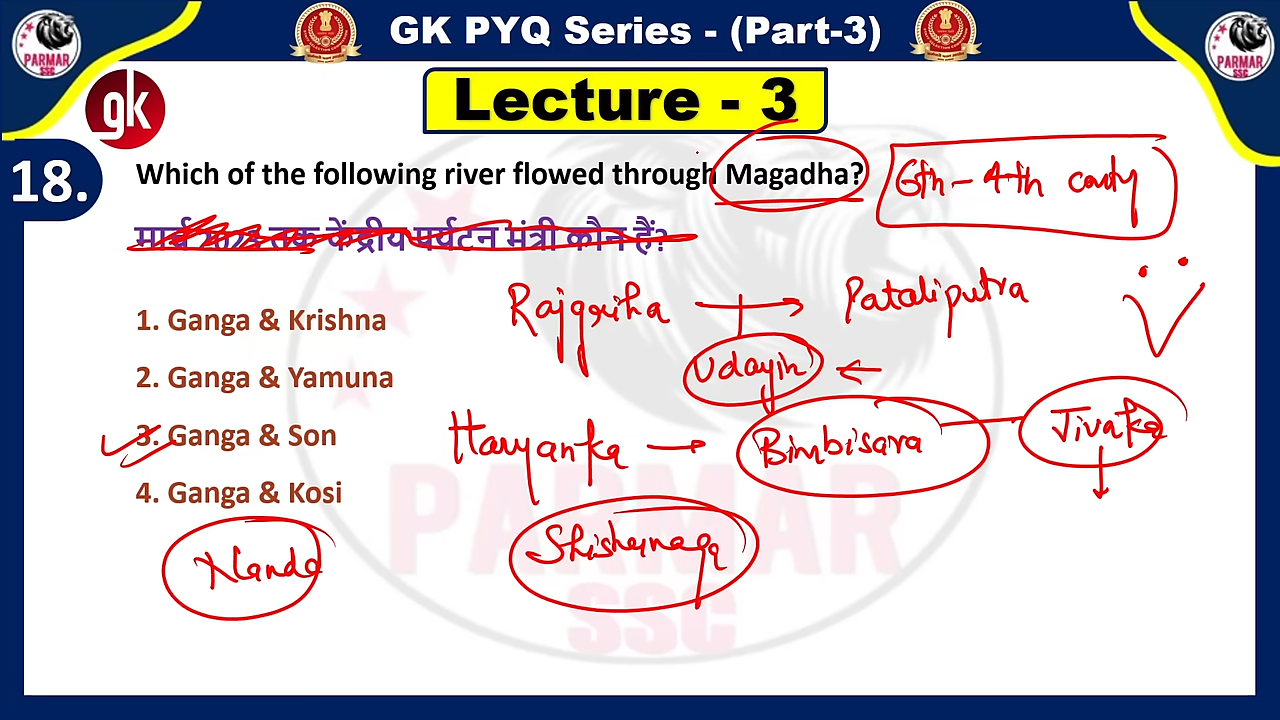 PARMAR SSC
GK PYQ Series - (Part-3)
PARMAR SSC
gk
Lecture - 3
18.
Which of the following river flowed through Magadha?
6th - 4th
केंद्रीय पर्यटन मंत्री कौन हैं?
Rajgriha
Pataliputra
1. Ganga & Krishna
Udayin
2. Ganga & Yamuna
3. Ganga & Son
Haryanka
Bimbisara
Jivaka
4. Ganga & Kosi
PARMAR
Nanda
Shishunaga
SSC